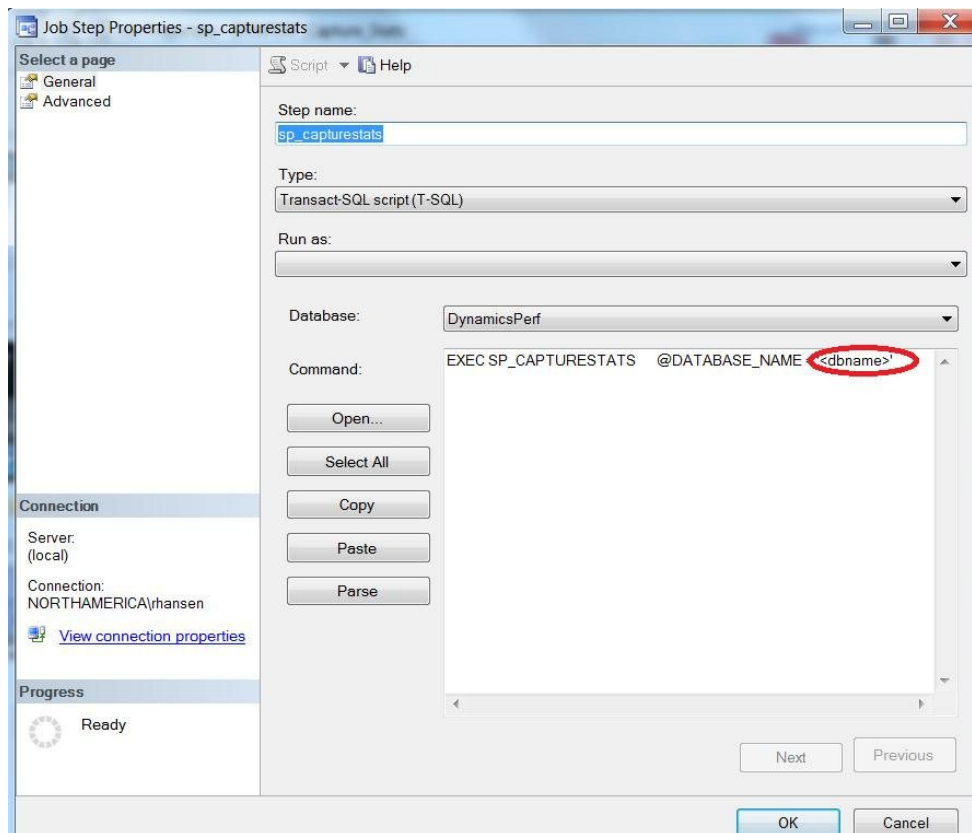 Job Step Properties - sp_capturestats
Select a page
General
Advanced
Script
Help
Step name:
sp_capturestats
Type:
Transact-SQL script (T-SQL)
Run as:
Database:
DynamicsPerf
Command:
EXEC SP_CAPTURESTATS @DATABASE_NAME '<dbname>'
Open...
Select All
Copy
Paste
Parse
Connection
Server:
(local)
Connection:
NORTHAMERICA\rhansen
View connection properties
Progress
Ready
Next
Previous
OK
Cancel